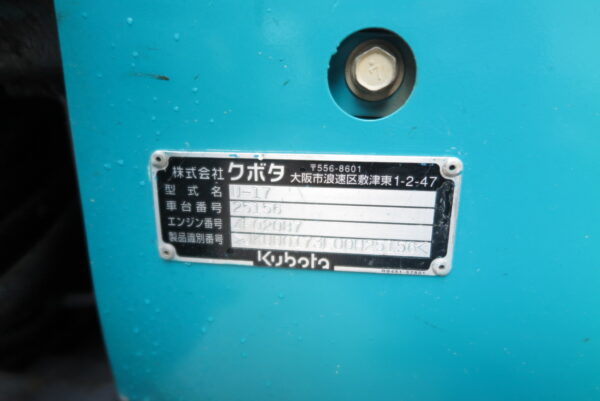 株式会社 クボタ 〒556-8601
大阪市浪速区敷津東1-2-47
型式名 U-17
車台番号 25156
エンジン番号
製品識別番号
Kubota